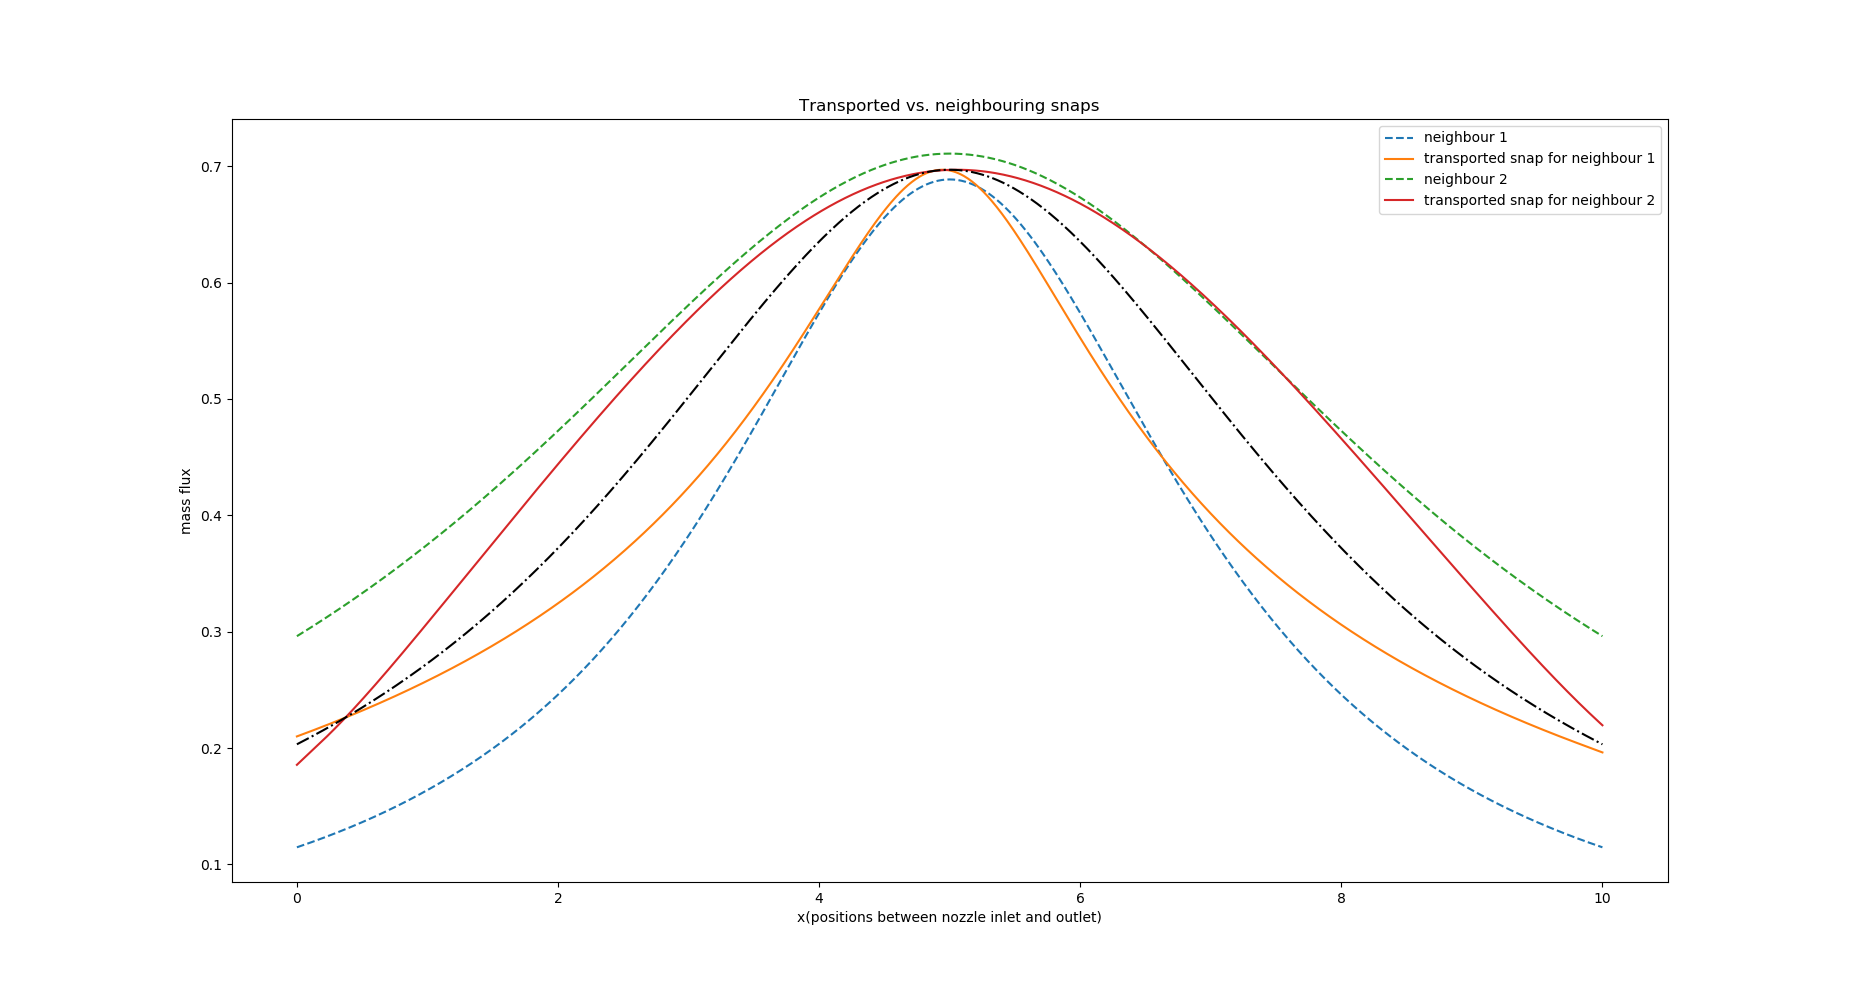 Transported vs. neighbouring snaps
neighbour 1
transported snap for neighbour 1
neighbour 2
transported snap for neighbour 2
mass flux
0.7
0.6
0.5
0.4
0.3
0.2
0.1
0 2 4 6 8 10
x(positions between nozzle inlet and outlet)